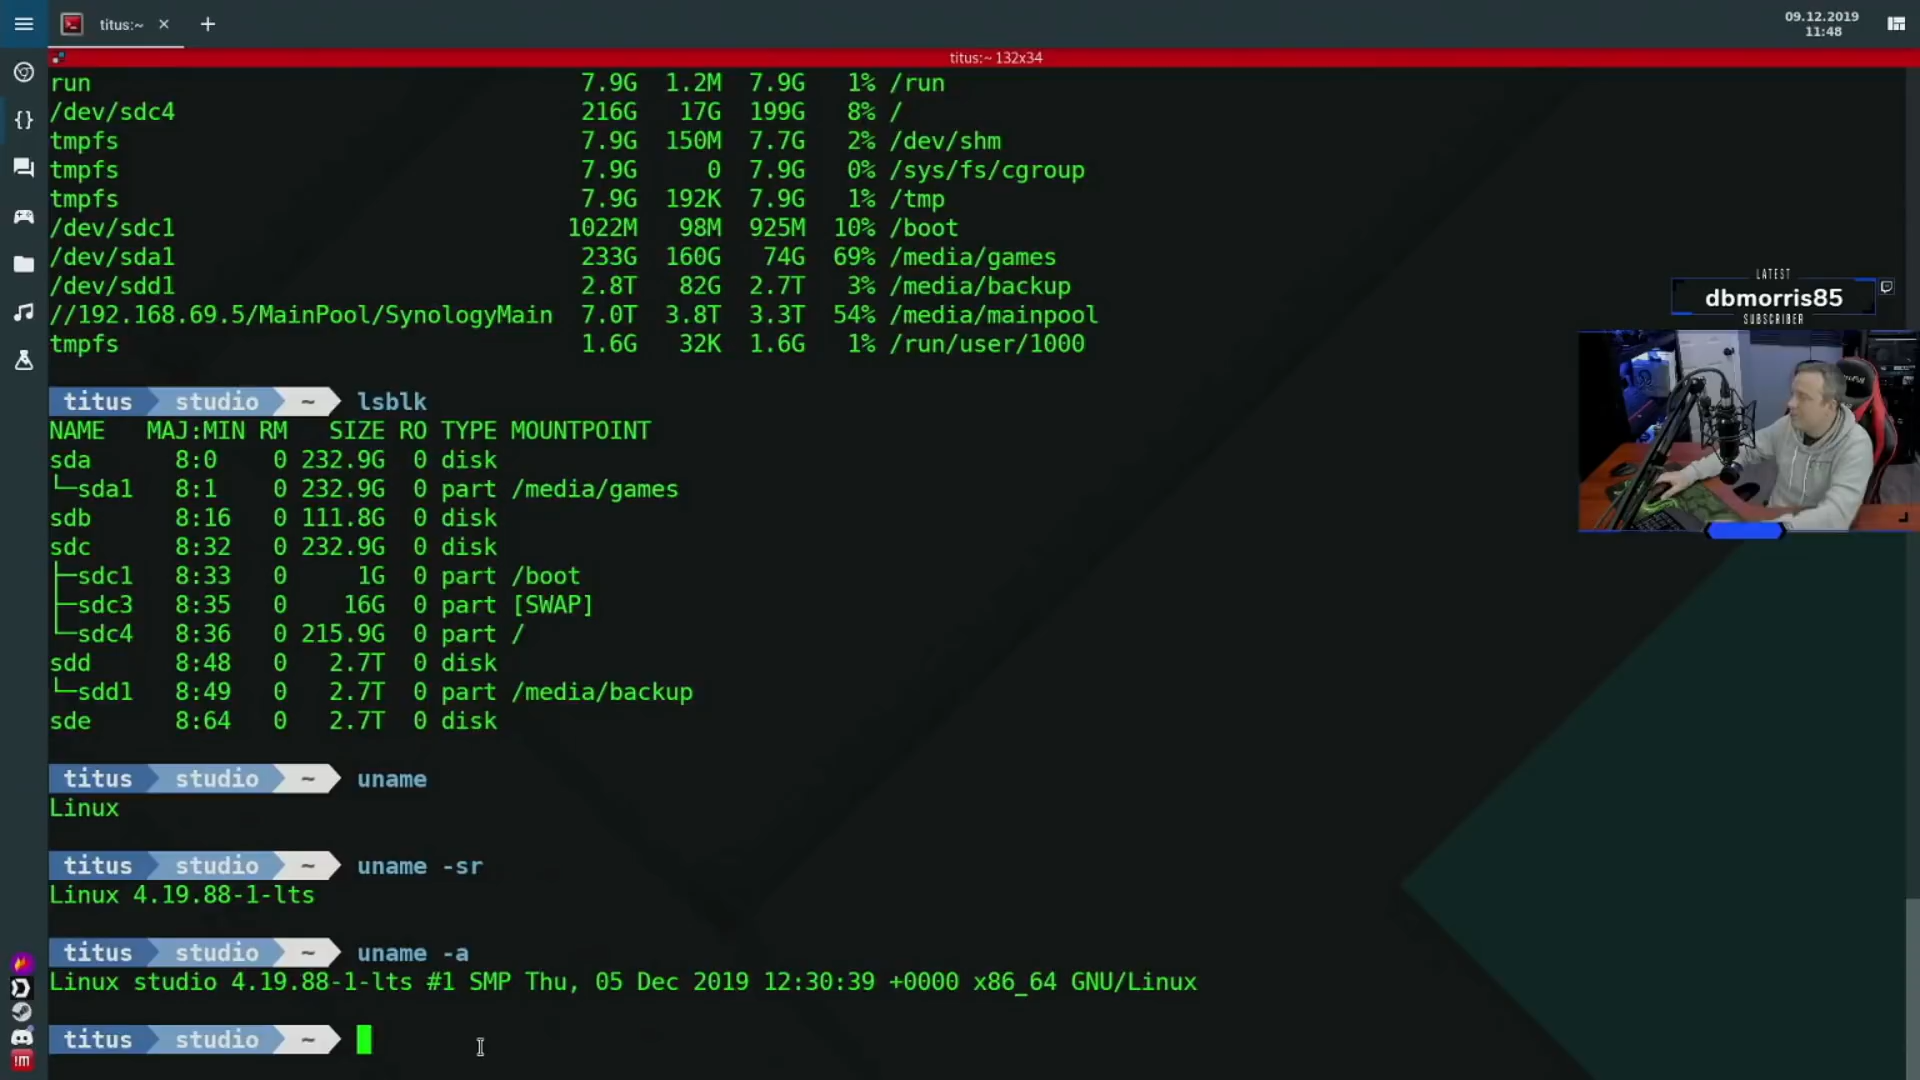 titus:~
09.12.2019
11:48
titus:~ 132x34
run 7.9G 1.2M 7.9G 1% /run
/dev/sdc4 216G 17G 199G 8% /
tmpfs 7.9G 150M 7.7G 2% /dev/shm
tmpfs 7.9G 0 7.9G 0% /sys/fs/cgroup
tmpfs 7.9G 192K 7.9G 1% /tmp
/dev/sdc1 1022M 98M 925M 10% /boot
/dev/sda1 233G 160G 74G 69% /media/games
/dev/sdd1 2.8T 82G 2.7T 3% /media/backup
//192.168.69.5/MainPool/SynologyMain 7.0T 3.8T 3.3T 54% /media/mainpool
tmpfs 1.6G 32K 1.6G 1% /run/user/1000
LATEST
dbmorris85
SUBSCRIBER
titus studio ~ lsblk
NAME MAJ:MIN RM SIZE RO TYPE MOUNTPOINT
sda 8:0 0 232.9G 0 disk
└─sda1 8:1 0 232.9G 0 part /media/games
sdb 8:16 0 111.8G 0 disk
sdc 8:32 0 232.9G 0 disk
├─sdc1 8:33 0 1G 0 part /boot
├─sdc3 8:35 0 16G 0 part [SWAP]
└─sdc4 8:36 0 215.9G 0 part /
sdd 8:48 0 2.7T 0 disk
└─sdd1 8:49 0 2.7T 0 part /media/backup
sde 8:64 0 2.7T 0 disk
titus studio ~ uname
Linux
titus studio ~ uname -sr
Linux 4.19.88-1-lts
titus studio ~ uname -a
Linux studio 4.19.88-1-lts #1 SMP Thu, 05 Dec 2019 12:30:39 +0000 x86_64 GNU/Linux
titus studio ~